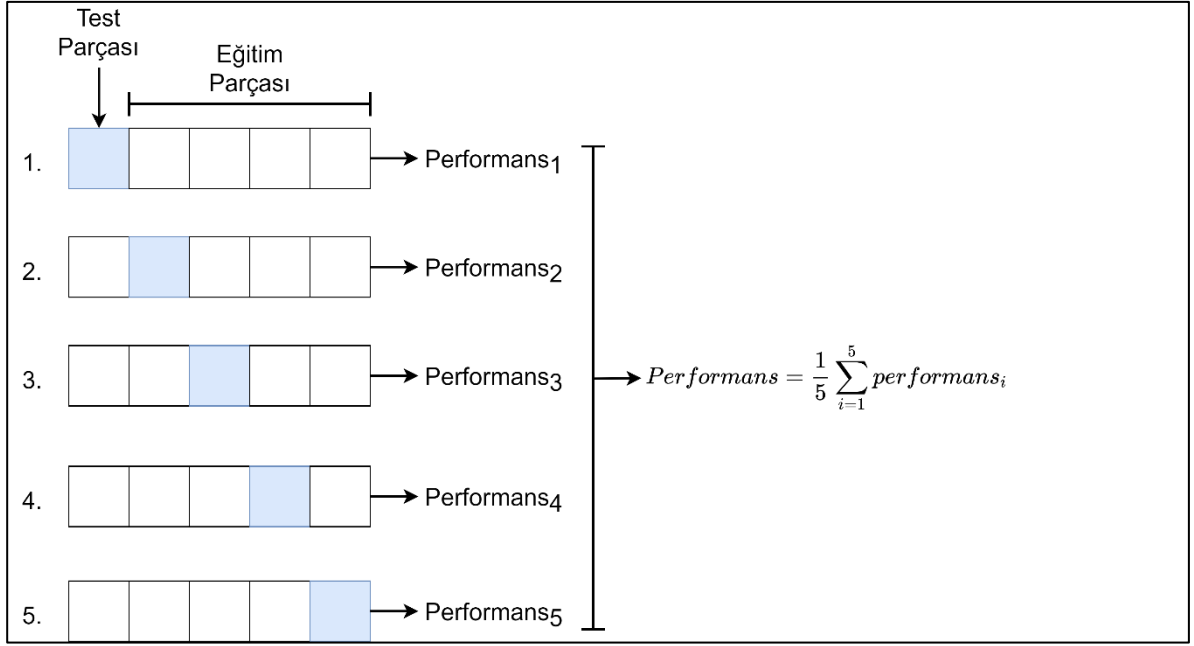 Test
Parçası
Eğitim
Parçası
1.
Performans1
2.
Performans2
3.
Performans3
Performans = 1/5 ∑_{i=1}^{5} performans_i
4.
Performans4
5.
Performans5